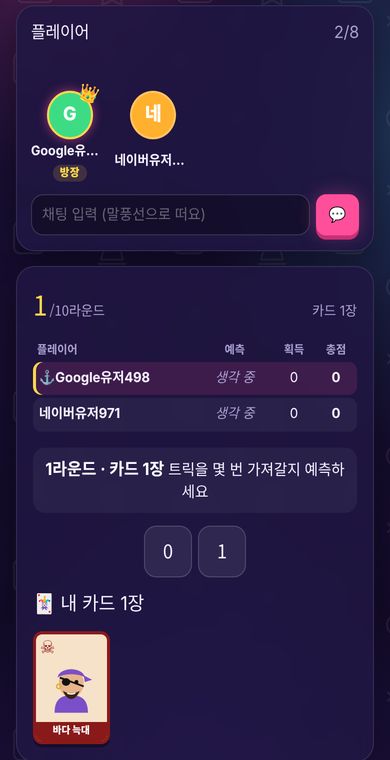 플레이어 2/8
G 네
Google유... 네이버유저...
방장
채팅 입력 (말풍선으로 떠요)
1/10라운드 카드 1장
플레이어 예측 획득 총점
Google유저498 생각 중 0 0
네이버유저971 생각 중 0 0
1라운드 · 카드 1장 트릭을 몇 번 가져갈지 예측하
세요
0 1
내 카드 1장
바다 늑대